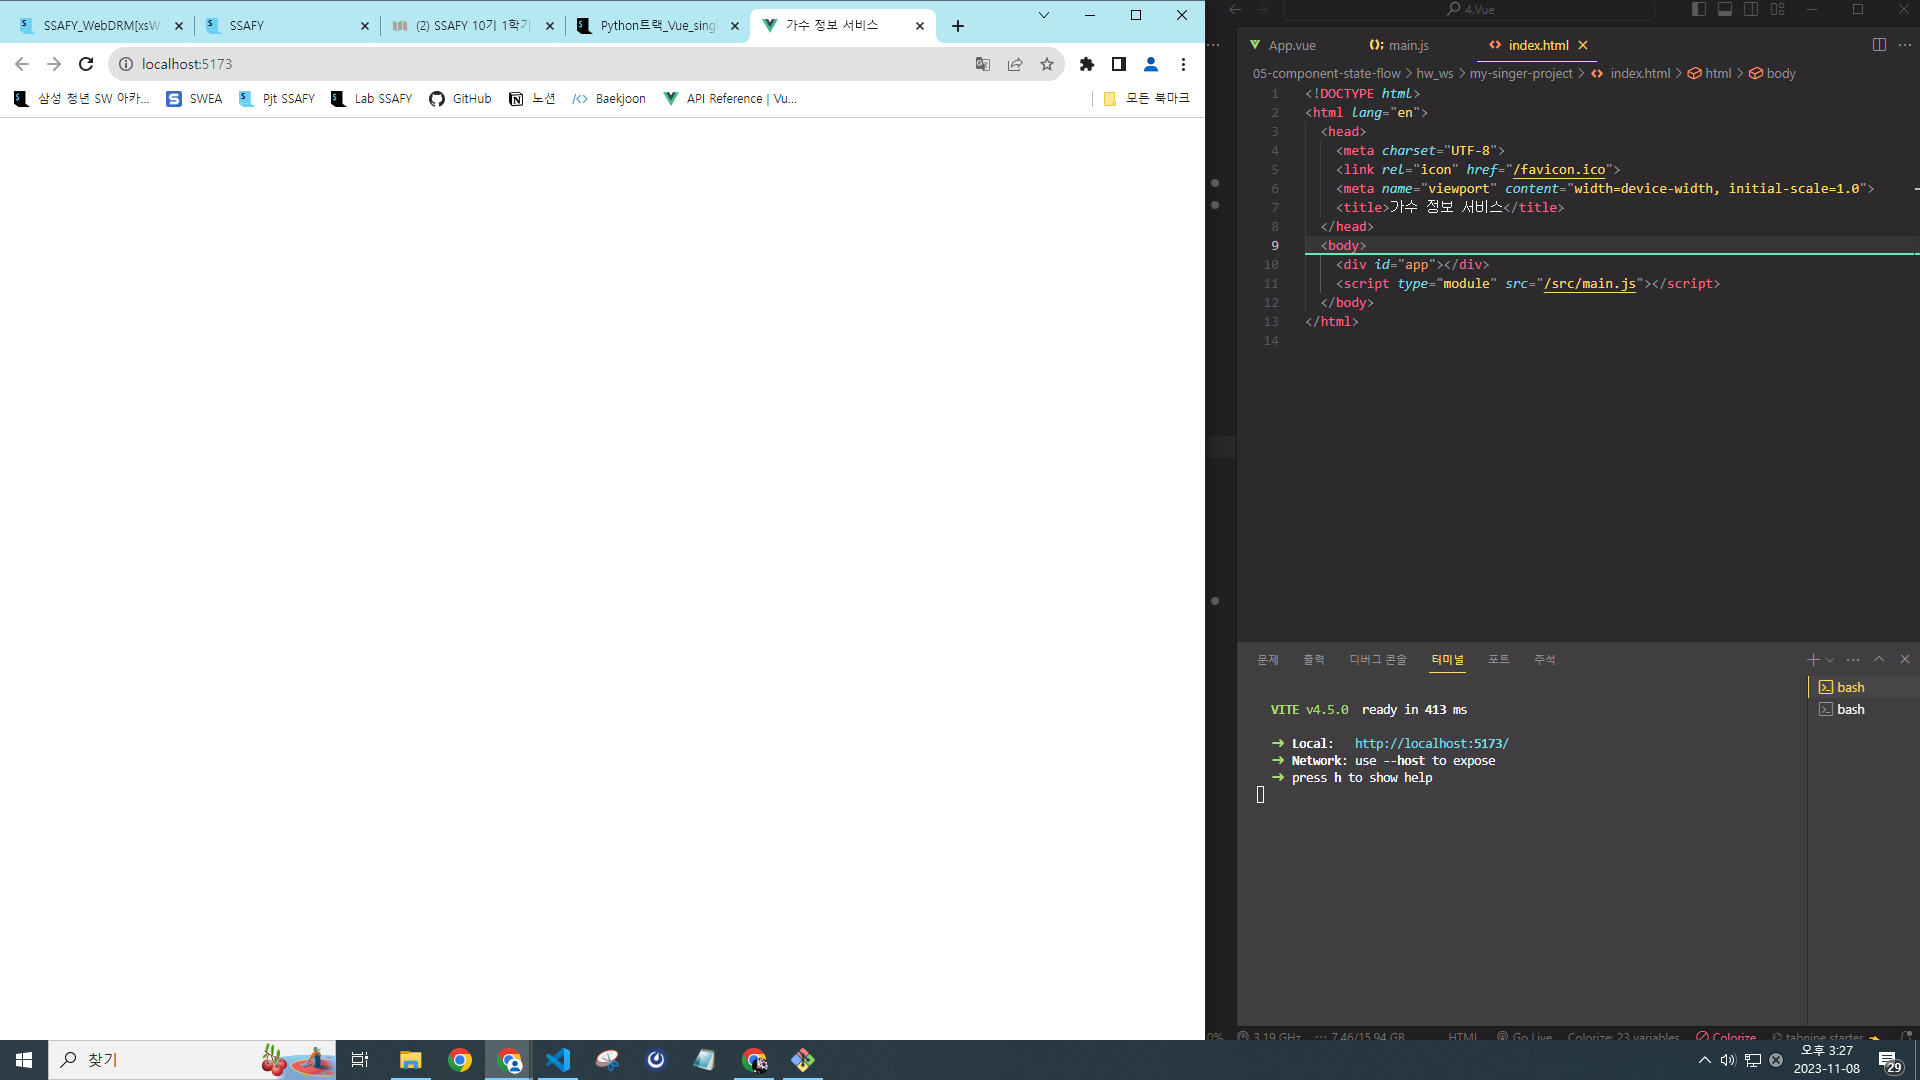 SSAFY_WebDRM[xsW
SSAFY
(2) SSAFY 10기 1학기
Python트랙_Vue_sing
가수 정보 서비스
localhost:5173
삼성 청년 SW 아카...
SWEA
Pjt SSAFY
Lab SSAFY
GitHub
노션
Baekjoon
API Reference | Vu...
모든 북마크
4.Vue
App.vue
main.js
index.html
05-component-state-flow > hw_ws > my-singer-project > index.html > html > body
1 <!DOCTYPE html>
2 <html lang="en">
3 <head>
4 <meta charset="UTF-8">
5 <link rel="icon" href="/favicon.ico">
6 <meta name="viewport" content="width=device-width, initial-scale=1.0">
7 <title>가수 정보 서비스</title>
8 </head>
9 <body>
10 <div id="app"></div>
11 <script type="module" src="/src/main.js"></script>
12 </body>
13 </html>
14
문제 출력 디버그 콘솔 터미널 포트 주석
bash
bash
VITE v4.5.0 ready in 413 ms
➜ Local: http://localhost:5173/
➜ Network: use --host to expose
➜ press h to show help
0% 3.19 GHz 7.46/15.94 GB HTML Go Live Colorize: 23 variables Colorize tabnine starter
찾기
오후 3:27
2023-11-08
29